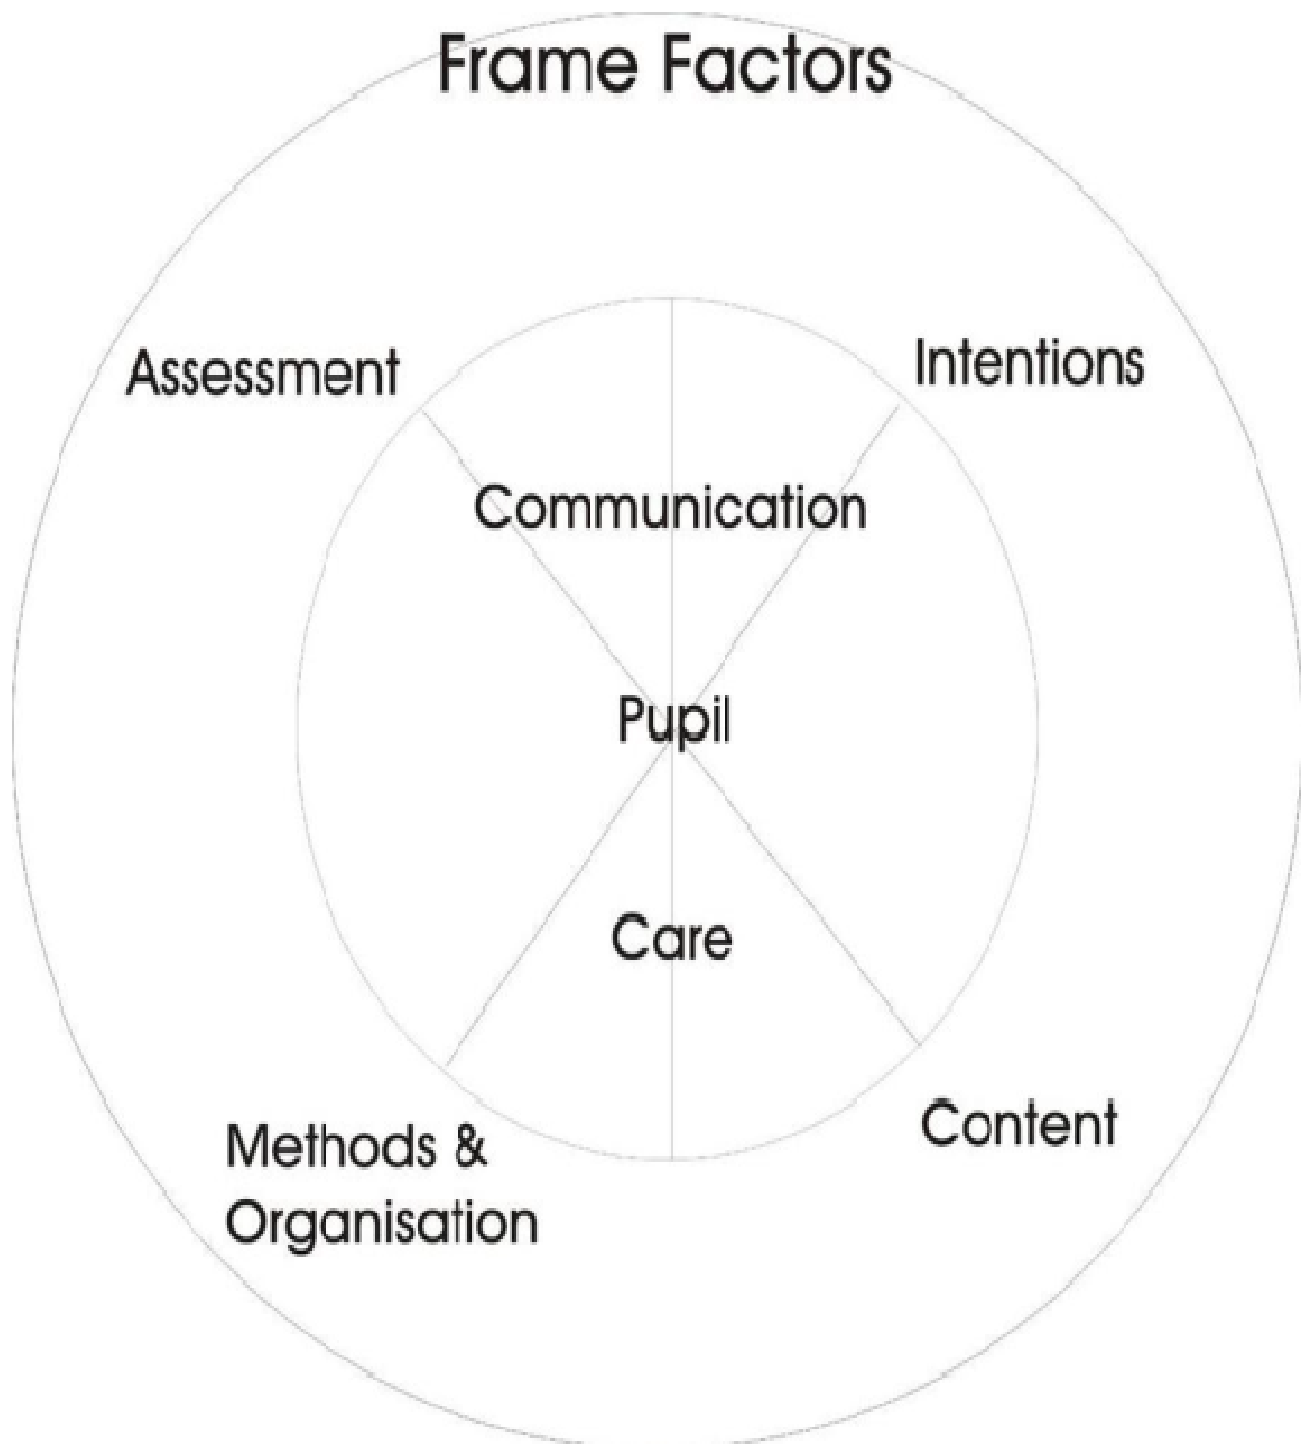 Frame Factors
Assessment
Intentions
Communication
Pupil
Care
Content
Methods &
Organisation